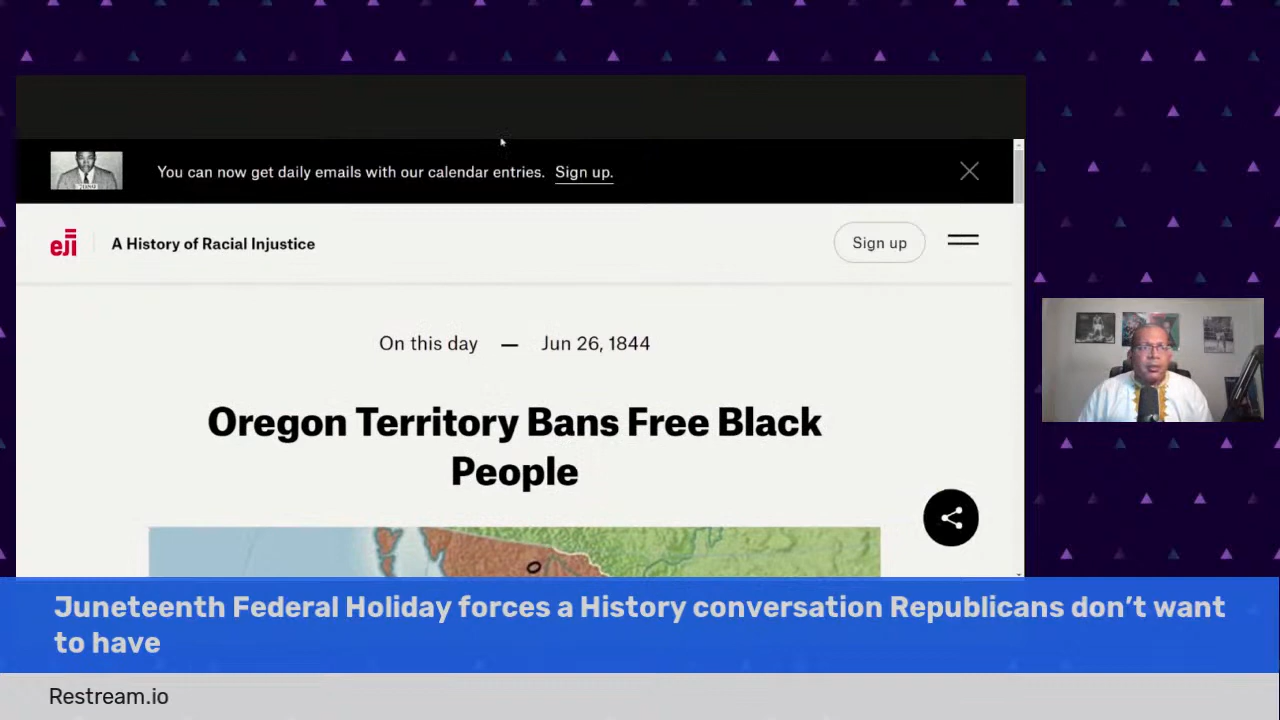 You can now get daily emails with our calendar entries. Sign up.
eji
A History of Racial Injustice
Sign up
On this day — Jun 26, 1844
Oregon Territory Bans Free Black
People
O
Juneteenth Federal Holiday forces a History conversation Republicans don’t want
to have
Restream.io